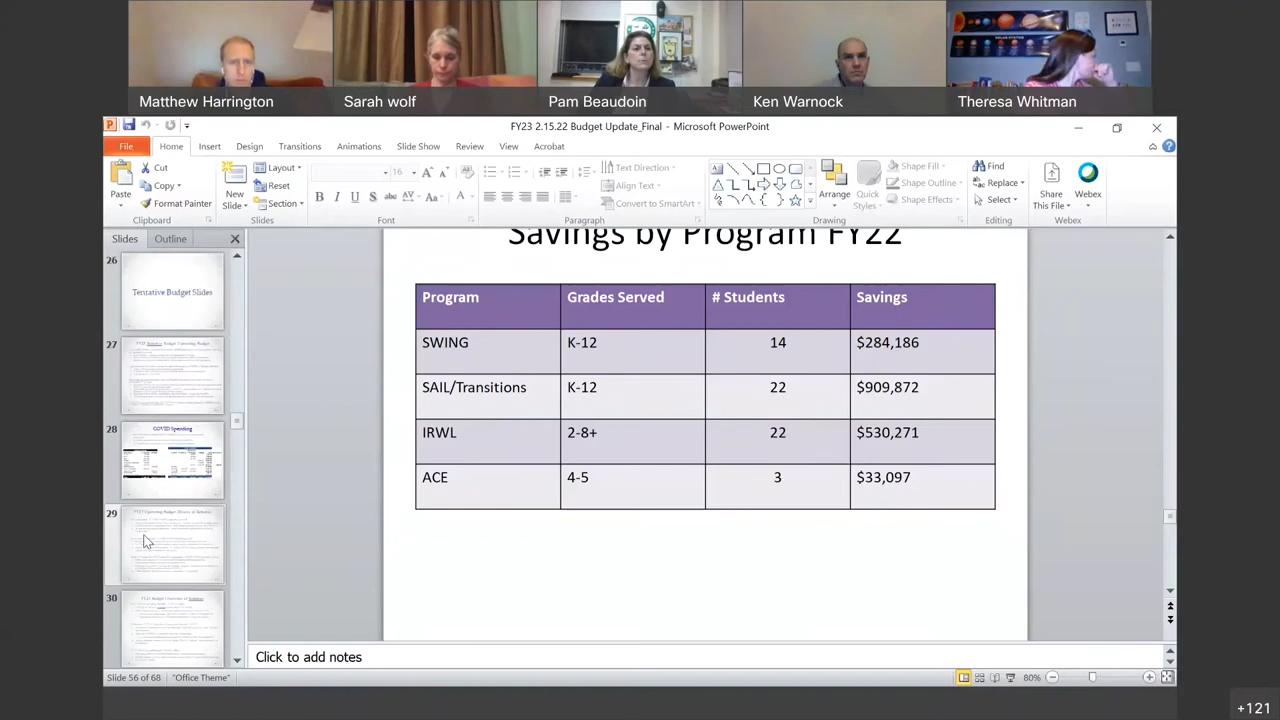 Matthew Harrington
Sarah wolf
Pam Beaudoin
Ken Warnock
Theresa Whitman
FY23 2.15.22 Budget Update_Final - Microsoft PowerPoint
File Home Insert Design Transitions Animations Slide Show Review View Acrobat
Paste
Cut
Copy
Format Painter
Clipboard
New
Slide
Layout
Reset
Section
Slides
16
Font
Text Direction
Align Text
Convert to SmartArt
Paragraph
Arrange
Quick
Styles
Shape Fill
Shape Outline
Shape Effects
Drawing
Find
Replace
Select
Editing
Share
This File
Webex
Webex
Slides Outline
26
Tentative Budget Slides
27
28
COVID Spending
29
30
Savings by Program FY22
Program Grades Served # Students Savings
SWING K-12 14 $284,186
SAIL/Transitions 22 $909,872
2-8+ 22 $530,271
ACE 4-5 3 $33,097
Click to add notes
Slide 56 of 68 "Office Theme" 80%
+121